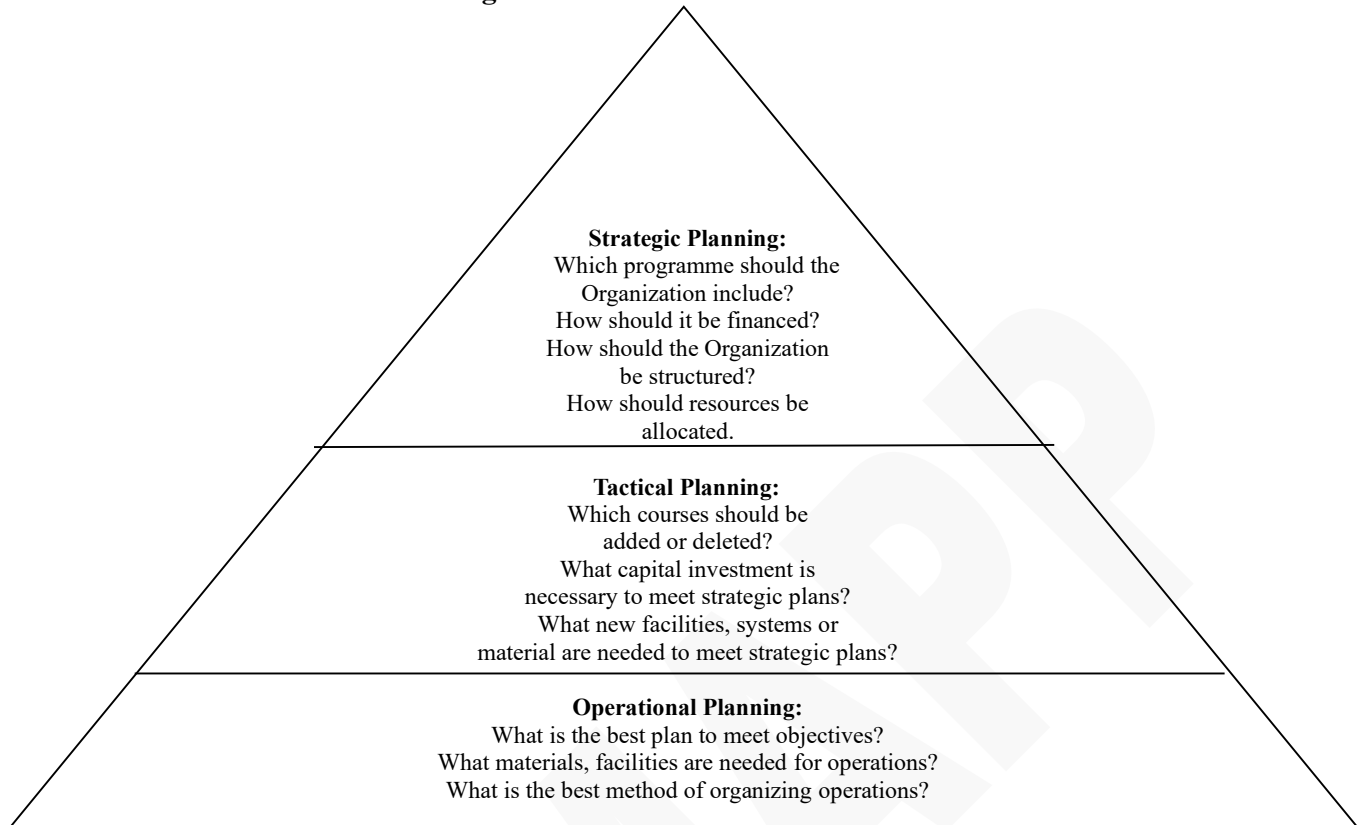 Strategic Planning:
Which programme should the
Organization include?
How should it be financed?
How should the Organization
be structured?
How should resources be
allocated.
Tactical Planning:
Which courses should be
added or deleted?
What capital investment is
necessary to meet strategic plans?
What new facilities, systems or
material are needed to meet strategic plans?
Operational Planning:
What is the best plan to meet objectives?
What materials, facilities are needed for operations?
What is the best method of organizing operations?